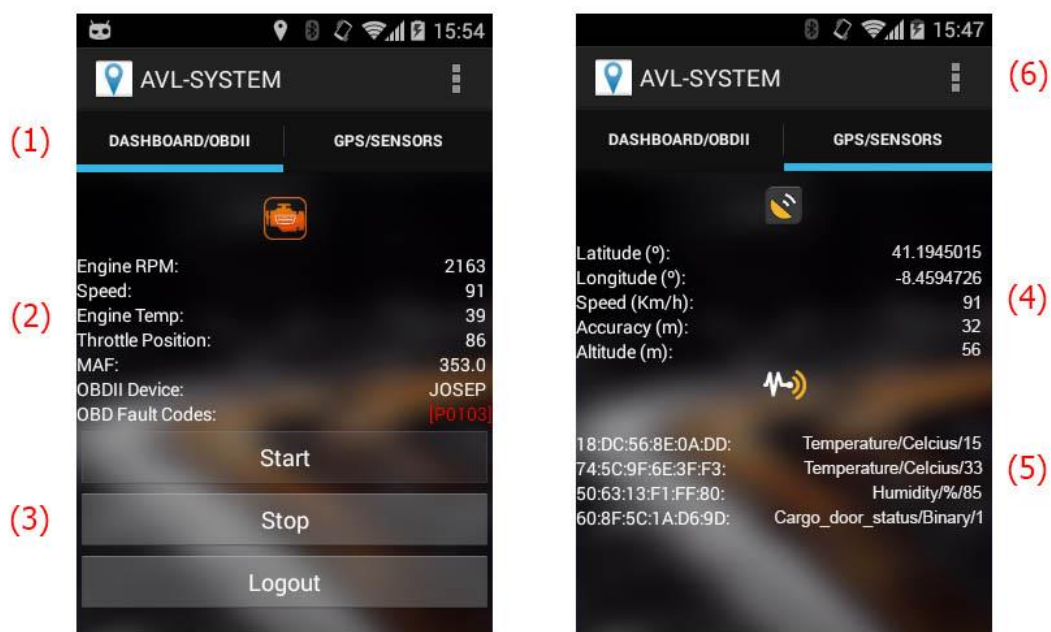 15:54
AVL-SYSTEM
(1)
DASHBOARD/OBDII GPS/SENSORS
Engine RPM: 2163
Speed: 91
(2)
Engine Temp: 39
Throttle Position: 86
MAF: 353.0
OBDII Device: JOSEP
OBD Fault Codes: [P0103]
Start
(3)
Stop
Logout
15:47
AVL-SYSTEM
(6)
DASHBOARD/OBDII GPS/SENSORS
Latitude (º): 41.1945015
Longitude (º): -8.4594726
Speed (Km/h): 91
(4)
Accuracy (m): 32
Altitude (m): 56
18:DC:56:8E:0A:DD: Temperature/Celcius/15
74:5C:9F:6E:3F:F3: Temperature/Celcius/33
(5)
50:63:13:F1:FF:80: Humidity/%/85
60:8F:5C:1A:D6:9D: Cargo_door_status/Binary/1